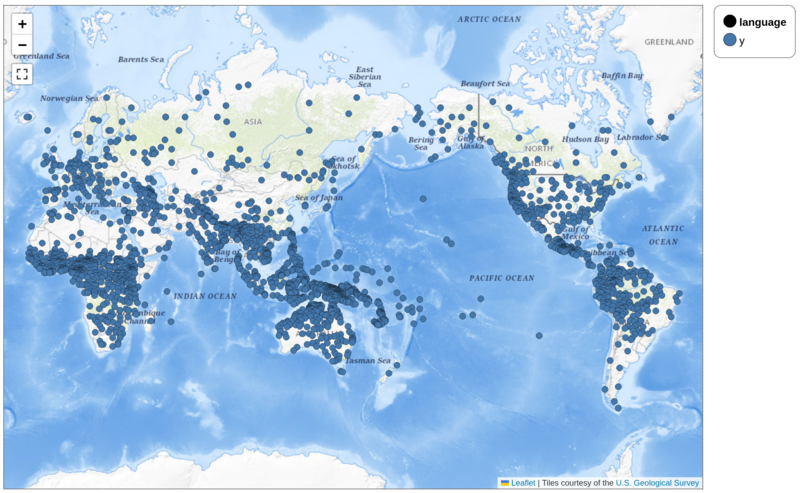 +
−
ARCTIC OCEAN
GREENLAND
Greenland Sea
Barents Sea
East
Siberian
Sea
Beaufort Sea
Baffin Bay
Norwegian Sea
ASIA
Bering
Sea
Gulf of
Alaska
Hudson Bay
Labrador Sea
NORTH
AMERICA
Sea of
Okhotsk
Mediterranean
Sea
Sea of Japan
ATLANTIC
OCEAN
Gulf of
Mexico
Caribbean Sea
Bay of
Bengal
PACIFIC OCEAN
INDIAN OCEAN
Mozambique
Channel
Tasman Sea
Leaflet | Tiles courtesy of the U.S. Geological Survey
language
y